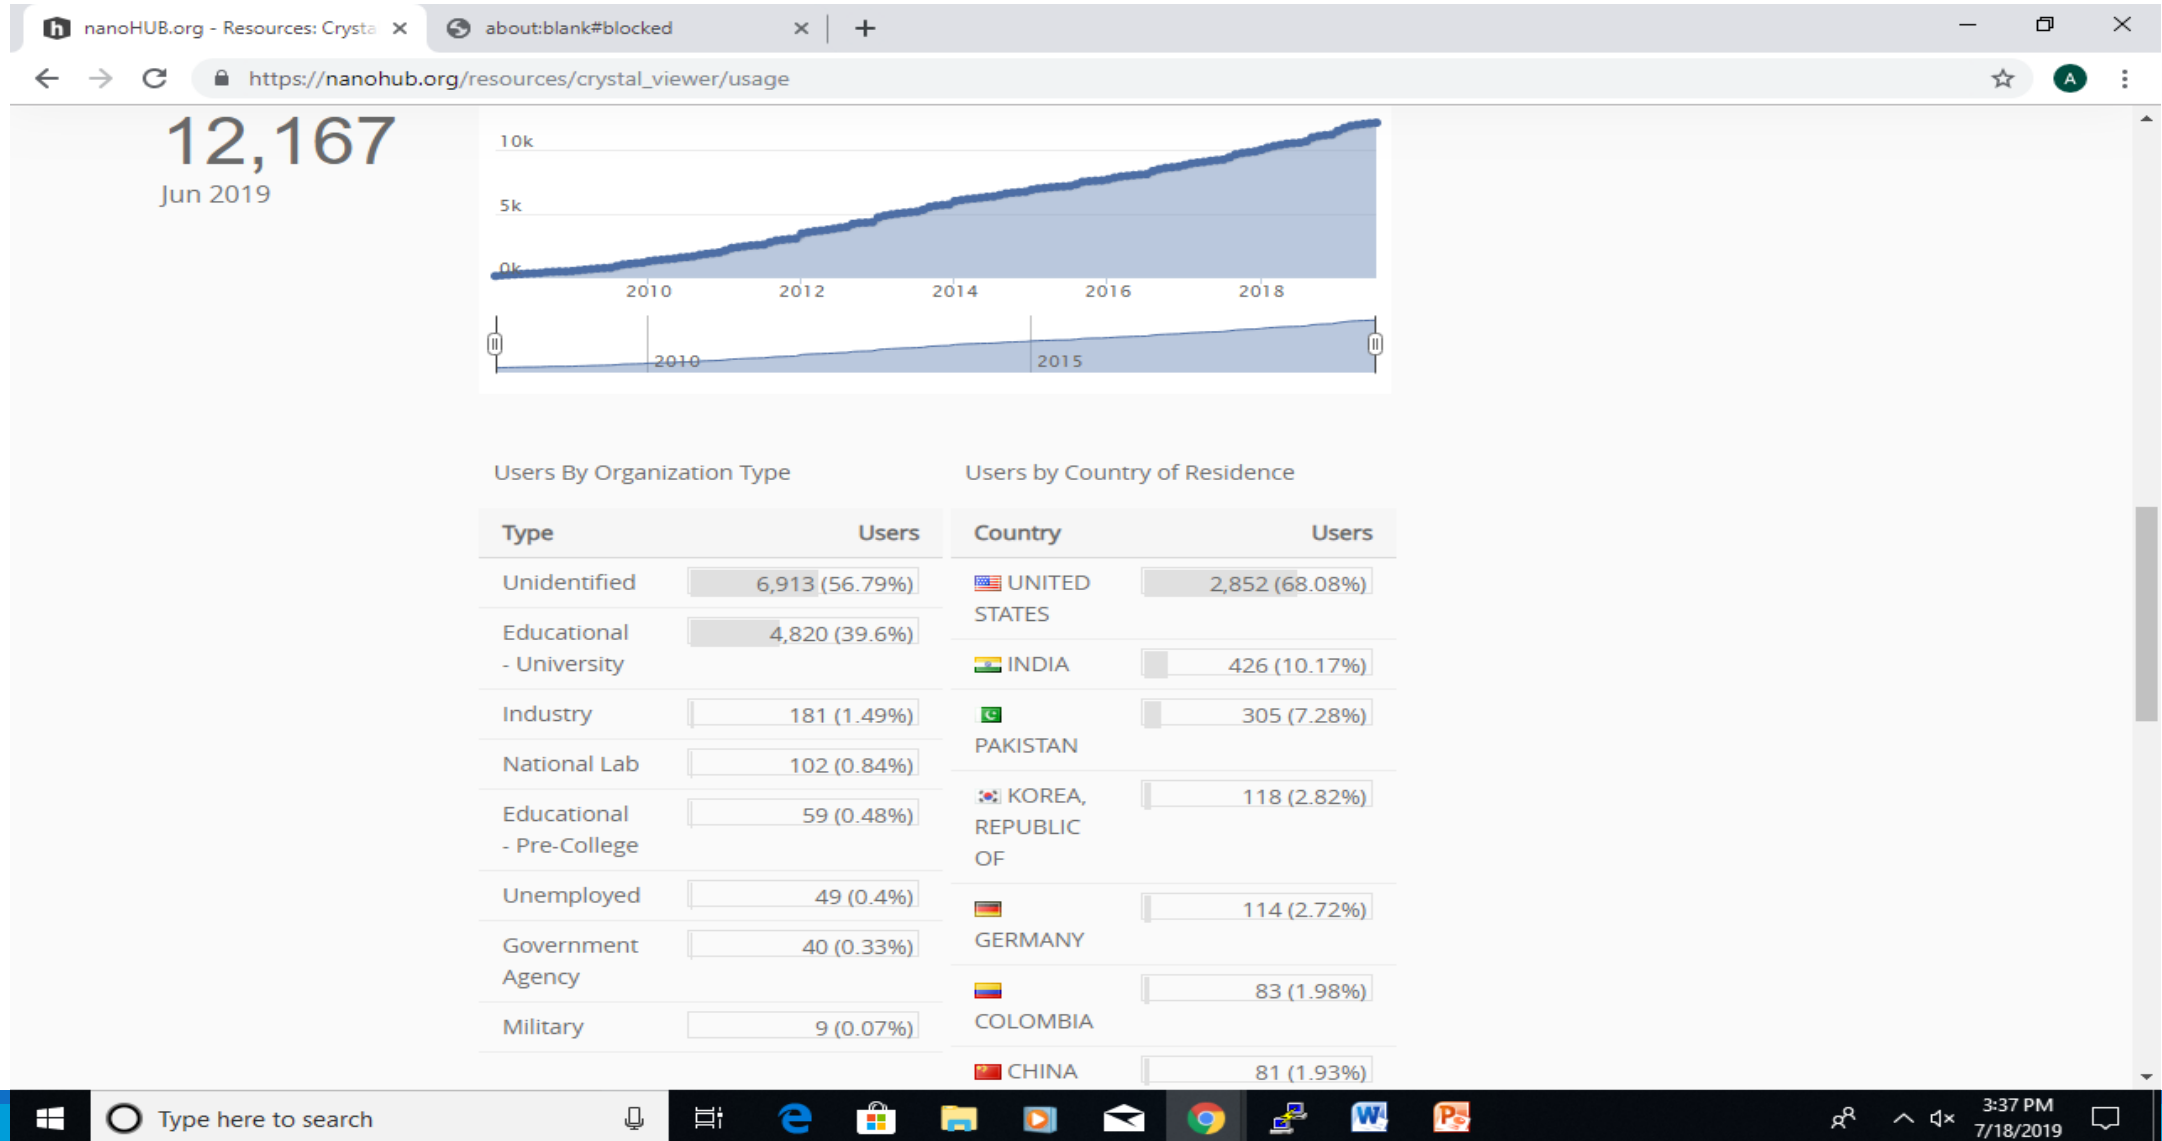 nanoHUB.org - Resources: Crysta
about:blank#blocked
https://nanohub.org/resources/crystal_viewer/usage
A
12,167
Jun 2019
10k
5k
0k
2010 2012 2014 2016 2018
2010 2015
Users By Organization Type
Type Users
Unidentified 6,913 (56.79%)
Educational 4,820 (39.6%)
- University
Industry 181 (1.49%)
National Lab 102 (0.84%)
Educational 59 (0.48%)
- Pre-College
Unemployed 49 (0.4%)
Government 40 (0.33%)
Agency
Military 9 (0.07%)
Users by Country of Residence
Country Users
UNITED 2,852 (68.08%)
STATES
INDIA 426 (10.17%)
305 (7.28%)
PAKISTAN
KOREA, 118 (2.82%)
REPUBLIC
OF
114 (2.72%)
GERMANY
83 (1.98%)
COLOMBIA
CHINA 81 (1.93%)
Type here to search
3:37 PM
7/18/2019